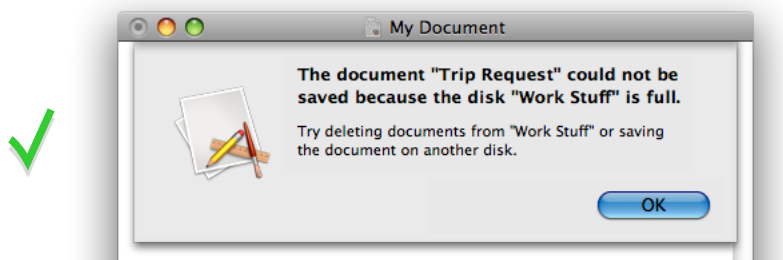 My Document
The document "Trip Request" could not be
saved because the disk "Work Stuff" is full.
Try deleting documents from "Work Stuff" or saving
the document on another disk.
OK